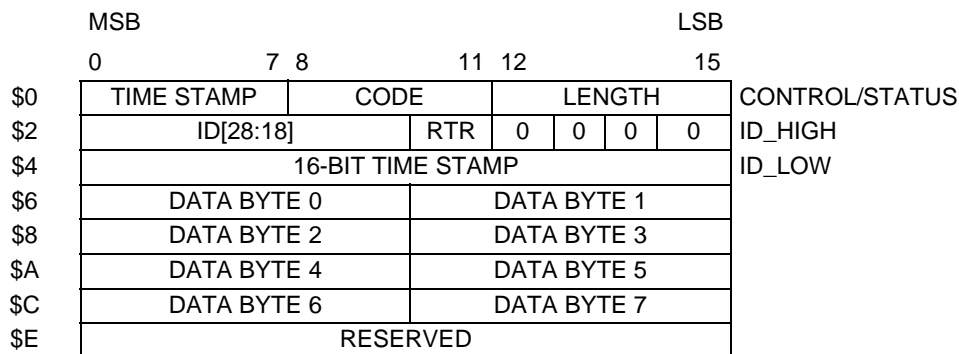 MSB LSB
0 7 8 11 12 15
$0 TIME STAMP CODE LENGTH CONTROL/STATUS
$2 ID[28:18] RTR 0 0 0 0 ID_HIGH
$4 16-BIT TIME STAMP ID_LOW
$6 DATA BYTE 0 DATA BYTE 1
$8 DATA BYTE 2 DATA BYTE 3
$A DATA BYTE 4 DATA BYTE 5
$C DATA BYTE 6 DATA BYTE 7
$E RESERVED